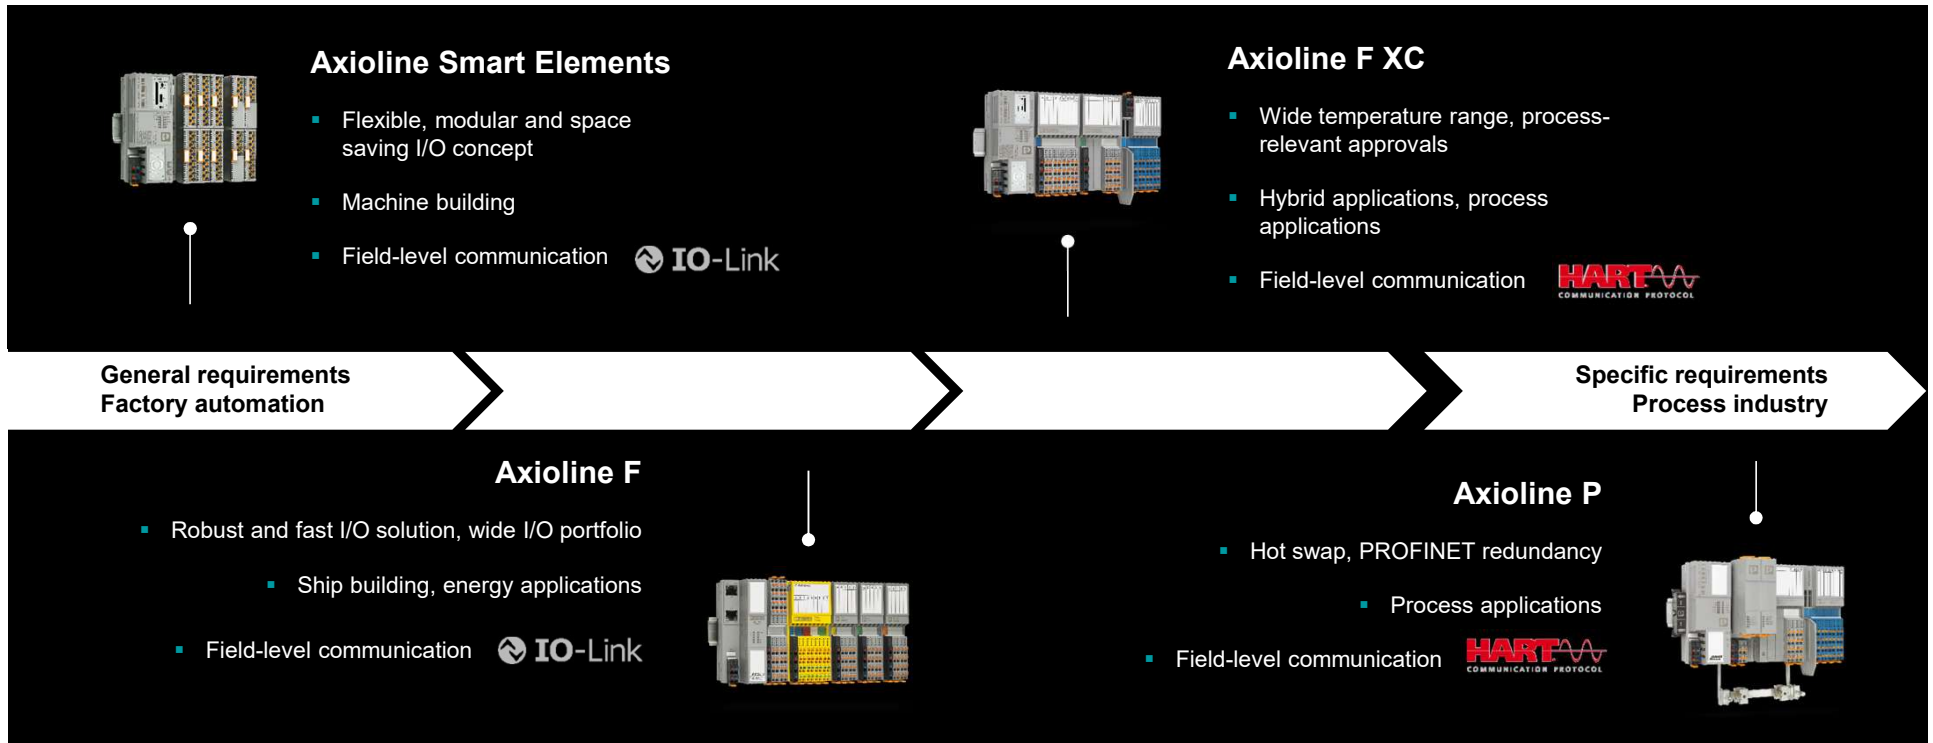 Axioline Smart Elements
Flexible, modular and space
saving I/O concept
Machine building
Field-level communication
IO-Link
Axioline F XC
Wide temperature range, process-
relevant approvals
Hybrid applications, process
applications
Field-level communication
HART
COMMUNICATION PROTOCOL
General requirements
Factory automation
Specific requirements
Process industry
Axioline F
Robust and fast I/O solution, wide I/O portfolio
Ship building, energy applications
Field-level communication
IO-Link
Axioline P
Hot swap, PROFINET redundancy
Process applications
Field-level communication
HART
COMMUNICATION PROTOCOL